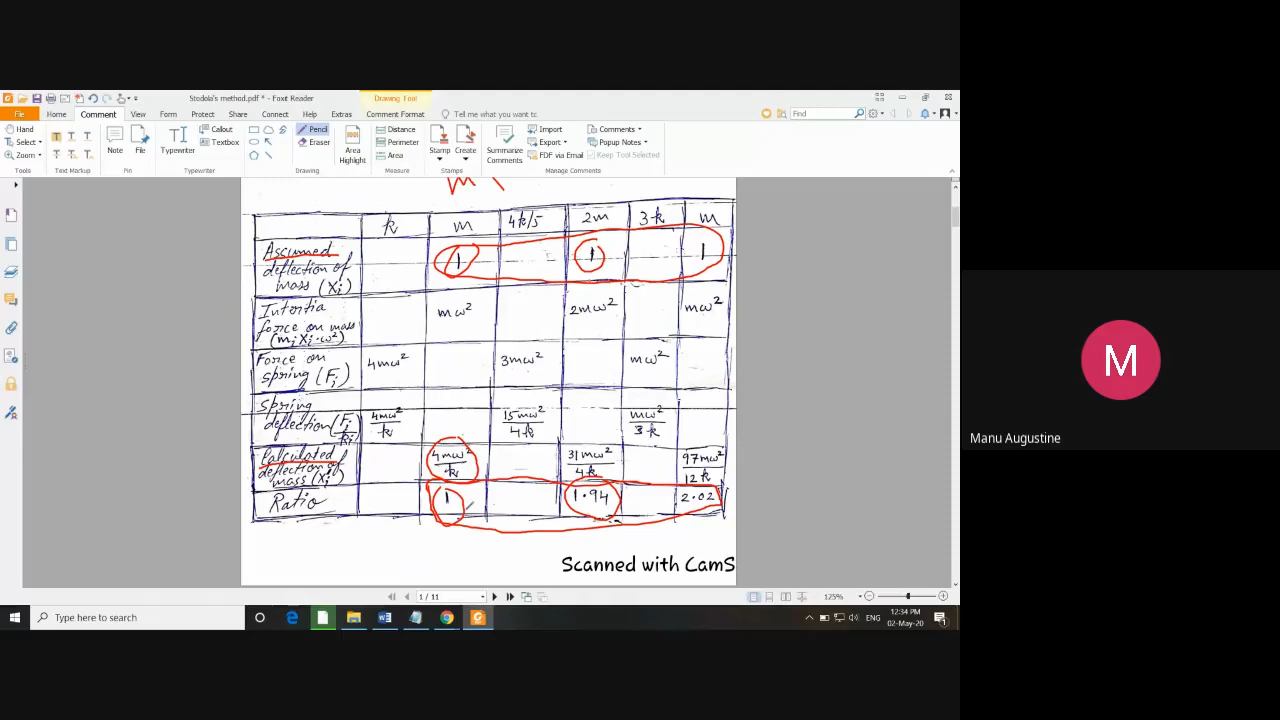 Stodola's method.pdf * - Foxit Reader
Drawing Tool
File Home Comment View Form Protect Share Connect Help Extras Comment Format Tell me what you want
Find
Hand
Select
Zoom
Tools
Text Markup
Note
File
Pin
Typewriter
Callout
Textbox
Typewriter
Pencil
Eraser
Drawing
Area Highlight
Distance
Perimeter
Area
Measure
Stamp
Create
Stamps
Summarize Comments
Import
Export
FDF via Email
Comments
Popup Notes
Keep Tool Selected
Manage Comments
k m 4k/5 2m 3k m
Assumed deflection of mass (Xi) 1 1 1
Intertia force on mass (mi Xi·ω²) mω² 2mω² mω²
Force on spring (Fi) 4mω² 3mω² mω²
Spring deflection (Fi/ki) 4mω²/k 15mω²/4k mω²/3k
Calculated deflection of mass (Xi) 4mω²/k 31mω²/4k 97mω²/12k
Ratio 1 1.94 2.02
Scanned with CamS
1 / 11
125%
Type here to search
ENG
12:34 PM
02-May-20
M
Manu Augustine